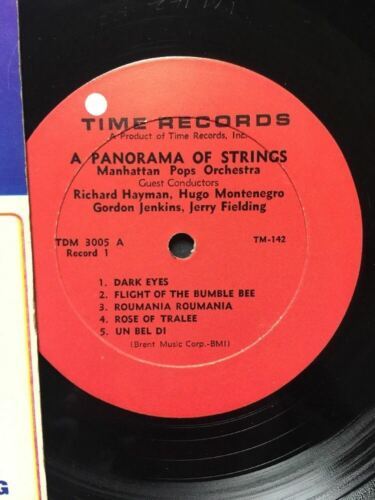 TIME RECORDS
A Product of Time Records, Inc.
A PANORAMA OF STRINGS
Manhattan Pops Orchestra
Guest Conductors
Richard Hayman, Hugo Montenegro
Gordon Jenkins, Jerry Fielding
TDM 3005 A
Record 1
TM-142
1. DARK EYES
2. FLIGHT OF THE BUMBLE BEE
3. ROUMANIA ROUMANIA
4. ROSE OF TRALEE
5. UN BEL DI
(Brent Music Corp.-BMI)
G